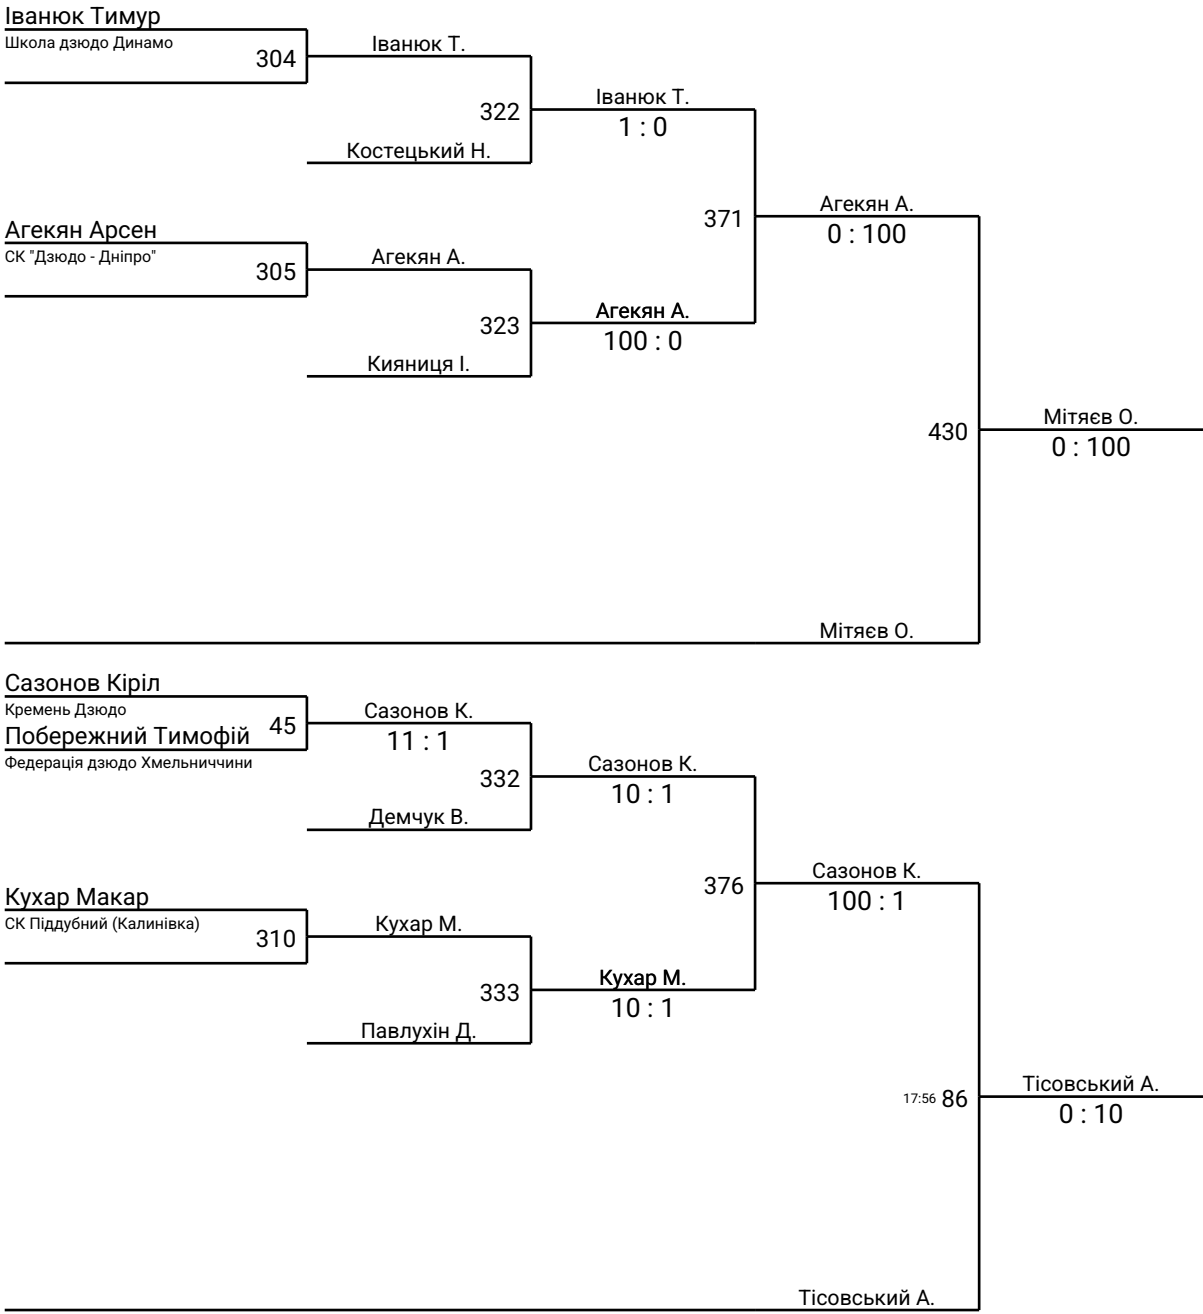 Іванюк Тимур
Школа дзюдо Динамо
304
Іванюк Т.
322
Іванюк Т.
1 : 0
Костецький Н.
371
Агекян А.
0 : 100
Агекян Арсен
СК "Дзюдо - Дніпро"
305
Агекян А.
323
Агекян А.
100 : 0
Кияниця І.
430
Мітяєв О.
0 : 100
Мітяєв О.
Сазонов Кіріл
Кремень Дзюдо
45
Побережний Тимофій
Федерація дзюдо Хмельниччини
Сазонов К.
11 : 1
332
Сазонов К.
10 : 1
Демчук В.
376
Сазонов К.
100 : 1
Кухар Макар
СК Піддубний (Калинівка)
310
Кухар М.
333
Кухар М.
10 : 1
Павлухін Д.
17:56 86
Тісовський А.
0 : 10
Тісовський А.